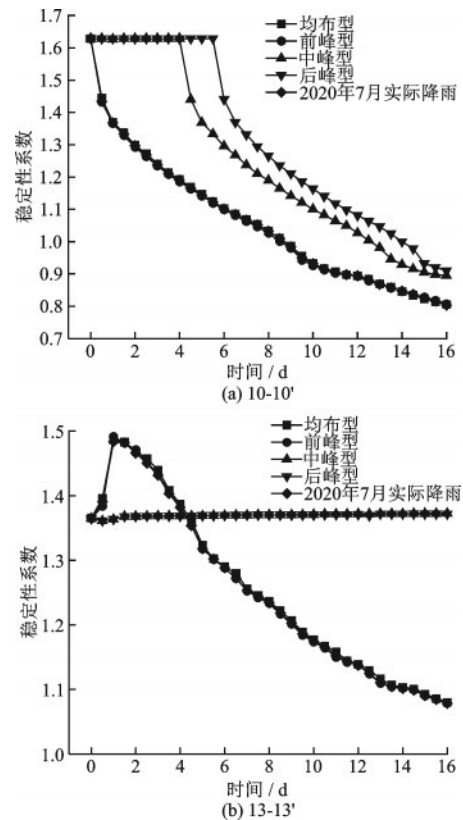 1.7
1.6
1.5
1.4
1.3
1.2
1.1
1.0
0.9
0.8
0.7
稳定性系数
均布型
前峰型
中峰型
后峰型
2020年7月实际降雨
0 2 4 6 8 10 12 14 16
时间 / d
(a) 10-10'
1.5
1.4
1.3
1.2
1.1
1.0
稳定性系数
均布型
前峰型
中峰型
后峰型
2020年7月实际降雨
0 2 4 6 8 10 12 14 16
时间 / d
(b) 13-13'